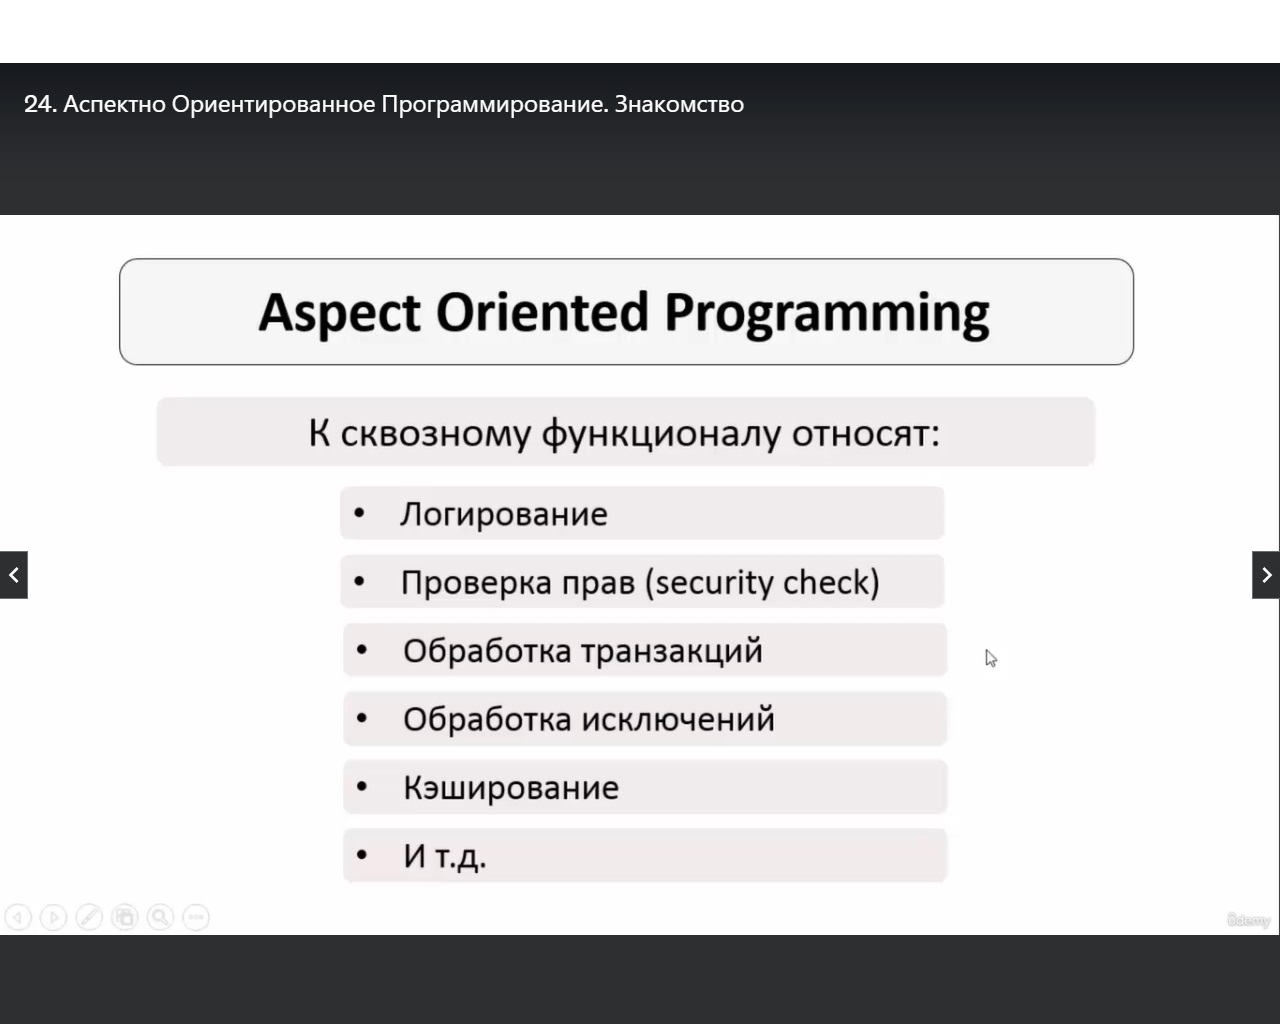 24. Аспектно Ориентированное Программирование. Знакомство
Aspect Oriented Programming
К сквозному функционалу относят:
• Логирование
• Проверка прав (security check)
• Обработка транзакций
• Обработка исключений
• Кэширование
• И т.д.
ûdemy